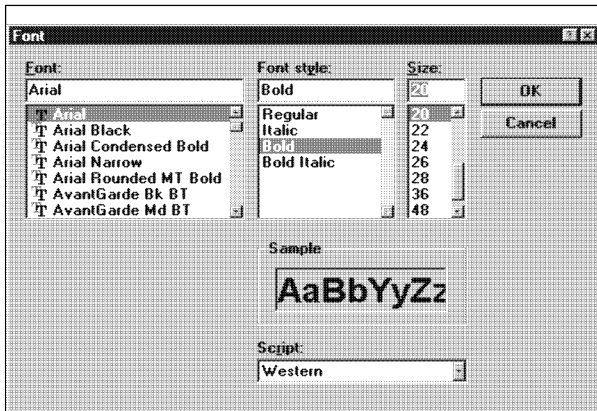 Font
Font:
Arial
Arial
Arial Black
Arial Condensed Bold
Arial Narrow
Arial Rounded MT Bold
AvantGarde Bk BT
AvantGarde Md BT
Font style:
Bold
Regular
Italic
Bold
Bold Italic
Size:
20
20
22
24
26
28
36
48
OK
Cancel
Sample
AaBbYyZz
Script:
Western